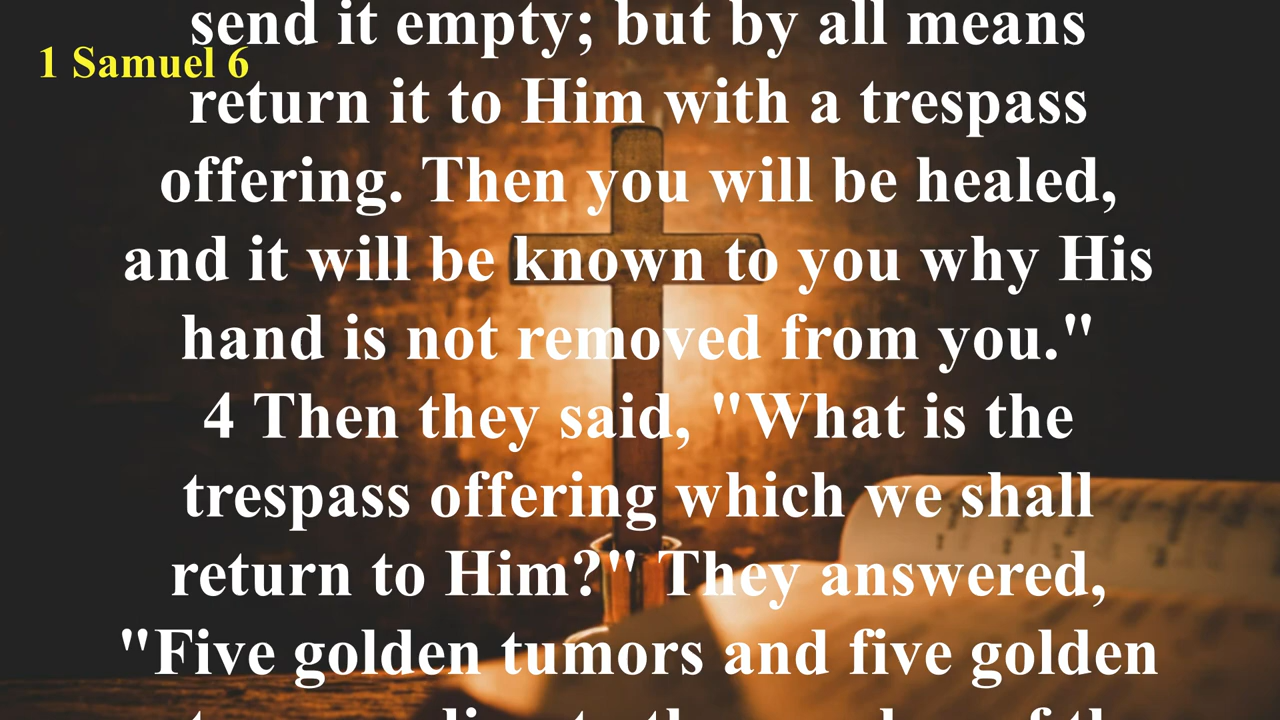 send it empty; but by all means
1 Samuel 6
return it to Him with a trespass
offering. Then you will be healed,
and it will be known to you why His
hand is not removed from you."
4 Then they said, "What is the
trespass offering which we shall
return to Him?" They answered,
"Five golden tumors and five golden